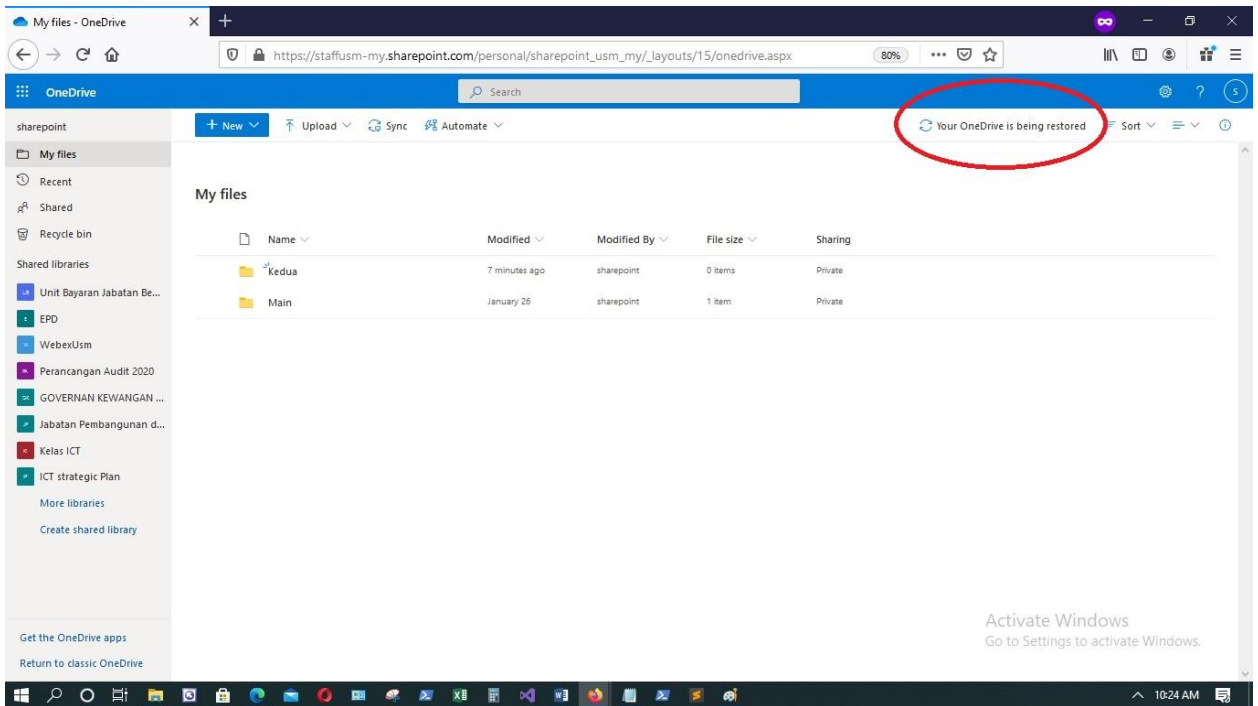 My files - OneDrive
https://staffusm-my.sharepoint.com/personal/sharepoint_usm_my/_layouts/15/onedrive.aspx 80%
OneDrive Search ? S
sharepoint + New Upload Sync Automate Your OneDrive is being restored Sort
My files
Recent
Shared
Recycle bin
Shared libraries
Unit Bayaran Jabatan Be...
EPD
WebexUsm
Perancangan Audit 2020
GOVERNAN KEWANGAN ...
Jabatan Pembangunan d...
Kelas ICT
ICT strategic Plan
More libraries
Create shared library
Get the OneDrive apps
Return to classic OneDrive
My files
Name Modified Modified By File size Sharing
Kedua 7 minutes ago sharepoint 0 items Private
Main January 26 sharepoint 1 item Private
Activate Windows
Go to Settings to activate Windows.
10:24 AM